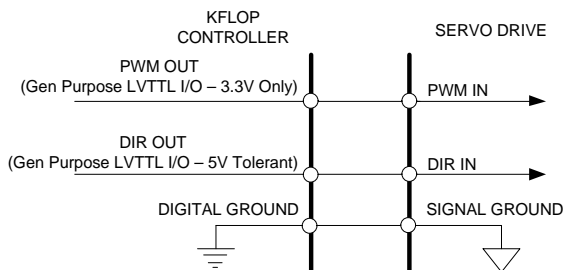 KFLOP
CONTROLLER
SERVO DRIVE
PWM OUT
(Gen Purpose LVTTL I/O – 3.3V Only)
PWM IN
DIR OUT
(Gen Purpose LVTTL I/O – 5V Tolerant)
DIR IN
DIGITAL GROUND
SIGNAL GROUND